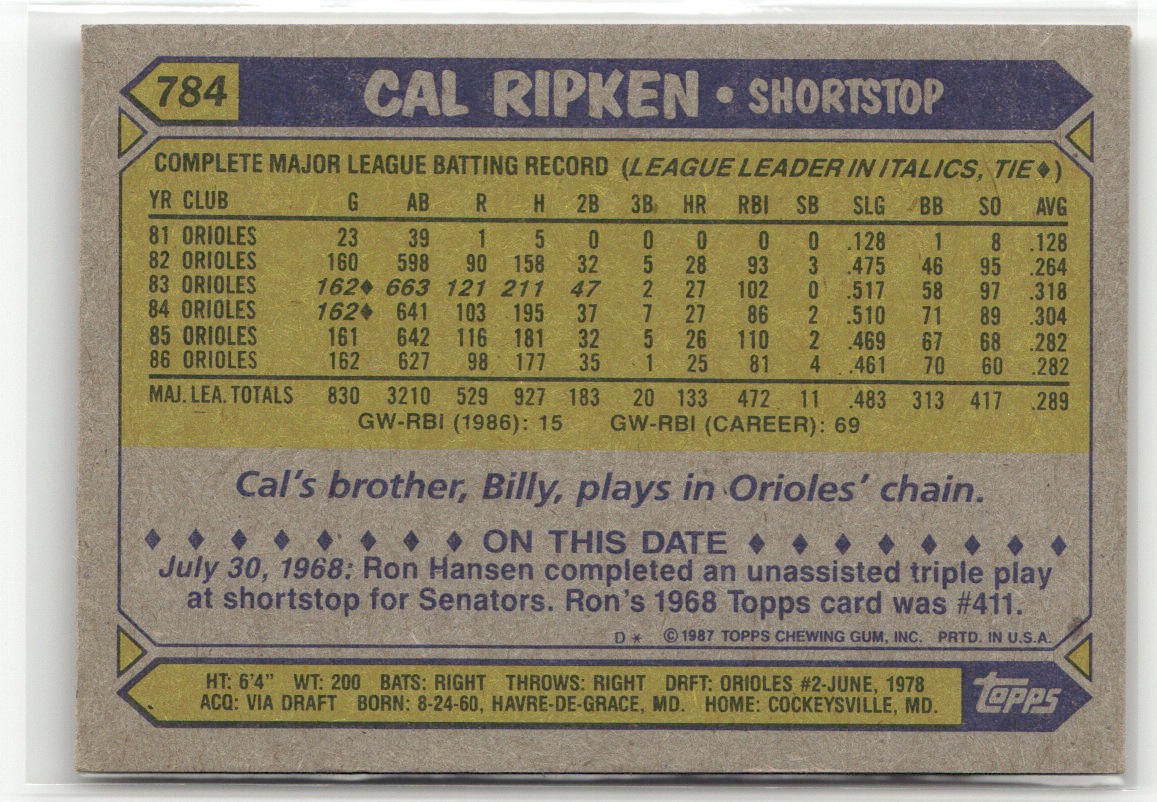 784 CAL RIPKEN • SHORTSTOP
COMPLETE MAJOR LEAGUE BATTING RECORD (LEAGUE LEADER IN ITALICS, TIE♦)
YR CLUB G AB R H 2B 3B HR RBI SB SLG BB SO AVG
81 ORIOLES 23 39 1 5 0 0 0 0 0 .128 1 8 .128
82 ORIOLES 160 598 90 158 32 5 28 93 3 .475 46 95 .264
83 ORIOLES 162♦ 663 121 211 47 2 27 102 0 .517 58 97 .318
84 ORIOLES 162♦ 641 103 195 37 7 27 86 2 .510 71 89 .304
85 ORIOLES 161 642 116 181 32 5 26 110 2 .469 67 68 .282
86 ORIOLES 162 627 98 177 35 1 25 81 4 .461 70 60 .282
MAJ. LEA. TOTALS 830 3210 529 927 183 20 133 472 11 .483 313 417 .289
GW-RBI (1986): 15 GW-RBI (CAREER): 69
Cal's brother, Billy, plays in Orioles' chain.
♦ ♦ ♦ ♦ ♦ ♦ ♦ ♦ ON THIS DATE ♦ ♦ ♦ ♦ ♦ ♦ ♦ ♦
July 30, 1968: Ron Hansen completed an unassisted triple play
at shortstop for Senators. Ron's 1968 Topps card was #411.
D * ©1987 TOPPS CHEWING GUM, INC. PRTD. IN U.S.A.
HT: 6'4" WT: 200 BATS: RIGHT THROWS: RIGHT DRFT: ORIOLES #2-JUNE, 1978
ACQ: VIA DRAFT BORN: 8-24-60, HAVRE-DE-GRACE, MD. HOME: COCKEYSVILLE, MD.
topps